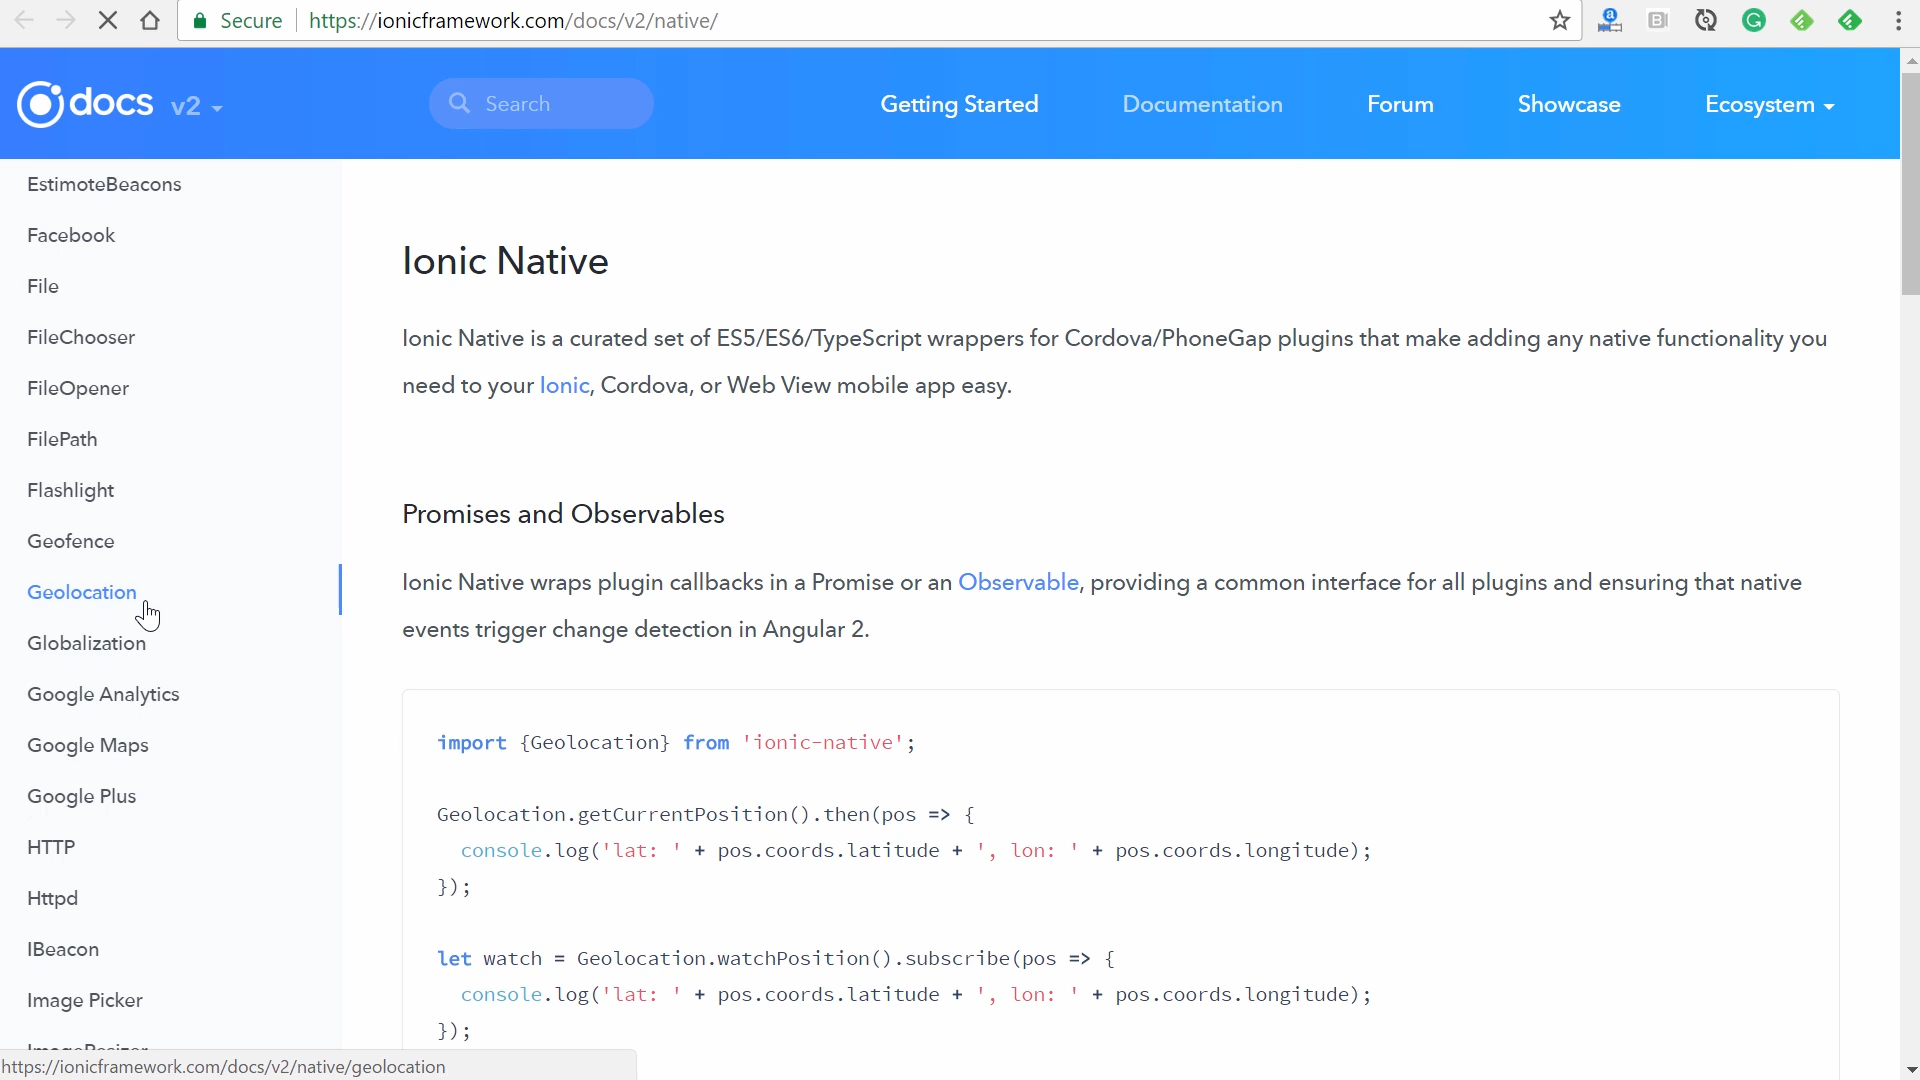 Secure https://ionicframework.com/docs/v2/native/
docs v2 Search Getting Started Documentation Forum Showcase Ecosystem
EstimoteBeacons
Facebook
File
FileChooser
FileOpener
FilePath
Flashlight
Geofence
Geolocation
Globalization
Google Analytics
Google Maps
Google Plus
HTTP
Httpd
IBeacon
Image Picker
ImageResizer
https://ionicframework.com/docs/v2/native/geolocation
Ionic Native
Ionic Native is a curated set of ES5/ES6/TypeScript wrappers for Cordova/PhoneGap plugins that make adding any native functionality you
need to your Ionic, Cordova, or Web View mobile app easy.
Promises and Observables
Ionic Native wraps plugin callbacks in a Promise or an Observable, providing a common interface for all plugins and ensuring that native
events trigger change detection in Angular 2.
import {Geolocation} from 'ionic-native';
Geolocation.getCurrentPosition().then(pos => {
console.log('lat: ' + pos.coords.latitude + ', lon: ' + pos.coords.longitude);
});
let watch = Geolocation.watchPosition().subscribe(pos => {
console.log('lat: ' + pos.coords.latitude + ', lon: ' + pos.coords.longitude);
});